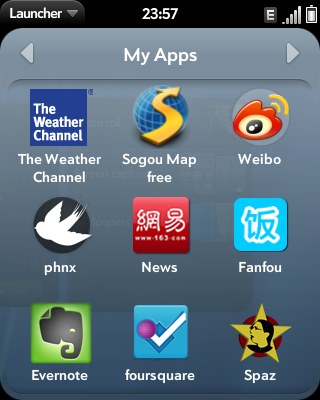 Launcher
23:57
E
My Apps
The
Weather
Channel
The Weather
Channel
Sogou Map
free
Weibo
網易
www·163·com
饭
phnx
News
Fanfou
Evernote
foursquare
Spaz